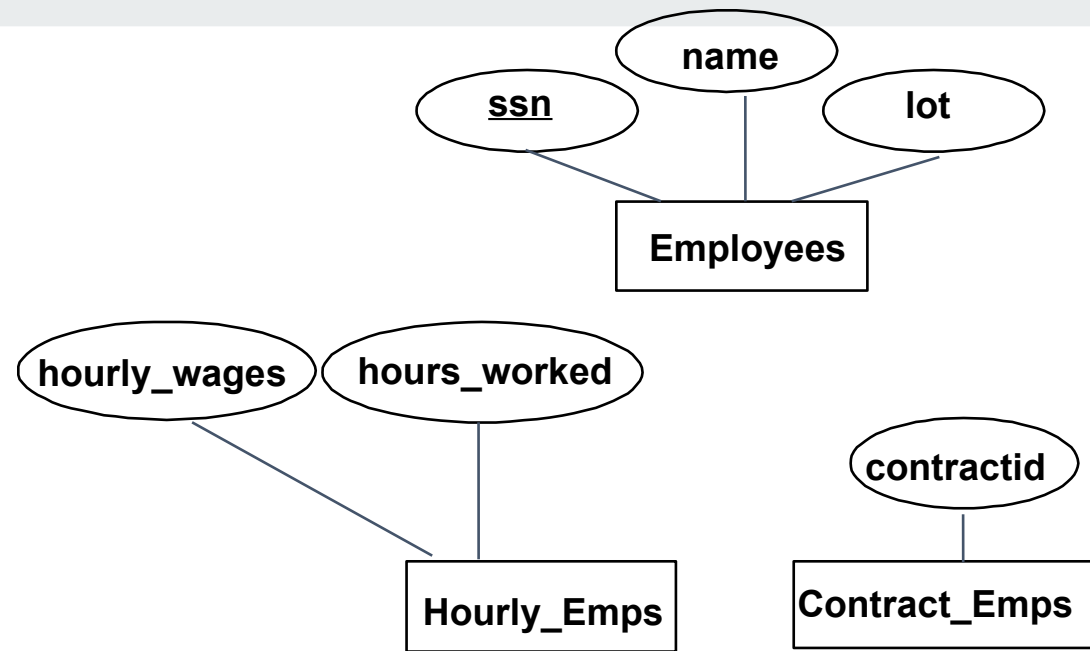 name
ssn
lot
Employees
hourly_wages
hours_worked
contractid
Hourly_Emps
Contract_Emps